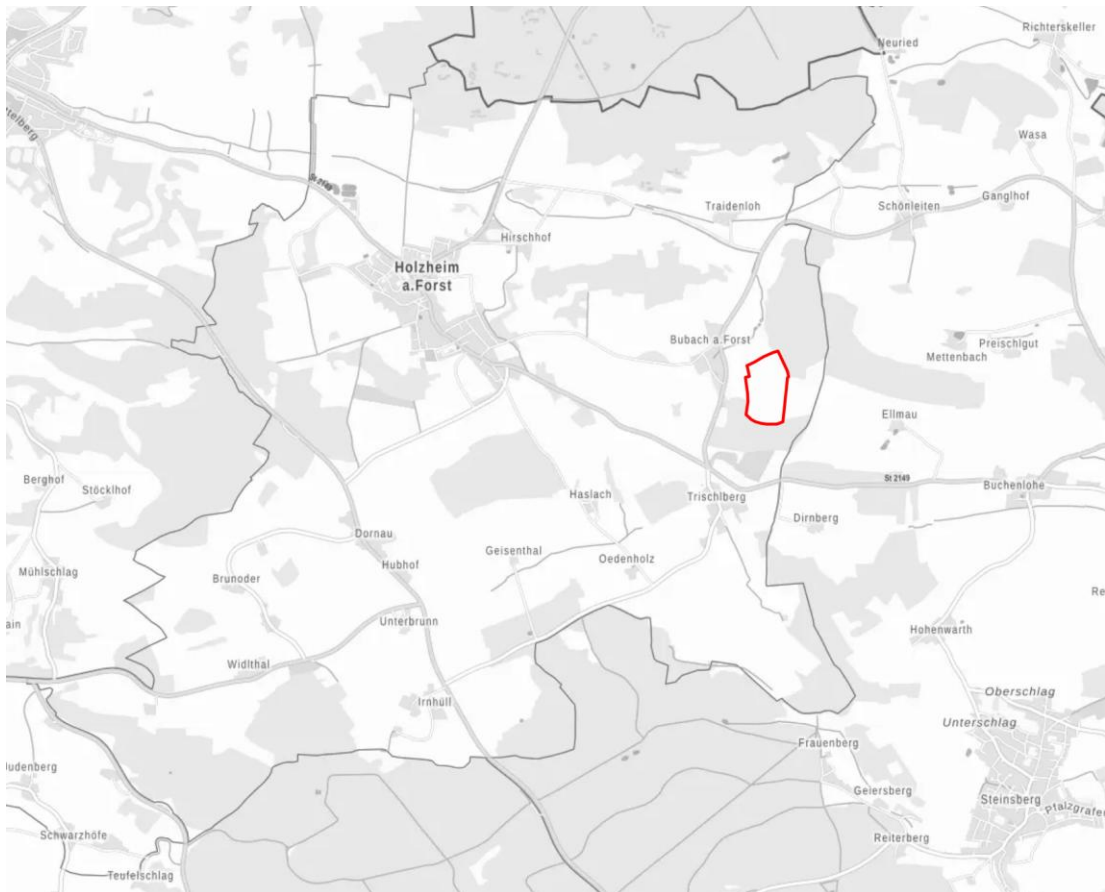 Richterskeller
Neuried
Wasa
St 2149
Ganglhof
Traidenloh
Schönleiten
Hirschhof
Holzheim
a.Forst
Bubach a.Forst
Preischlgut
Mettenbach
Ellmau
Berghof
Stöcklhof
St 2149
Buchenlohe
Haslach
Trischlberg
Dirnberg
Dornau
Geisenthal
Oedenholz
Hubhof
Mühlschlag
Brunoder
Unterbrunn
Hohenwarth
Widlthal
Irnhüll
Oberschlag
Unterschlag
Frauenberg
Geiersberg
Steinsberg
Pfalzgrafen
Reiterberg
Schwarzhöfe
Teufelschlag